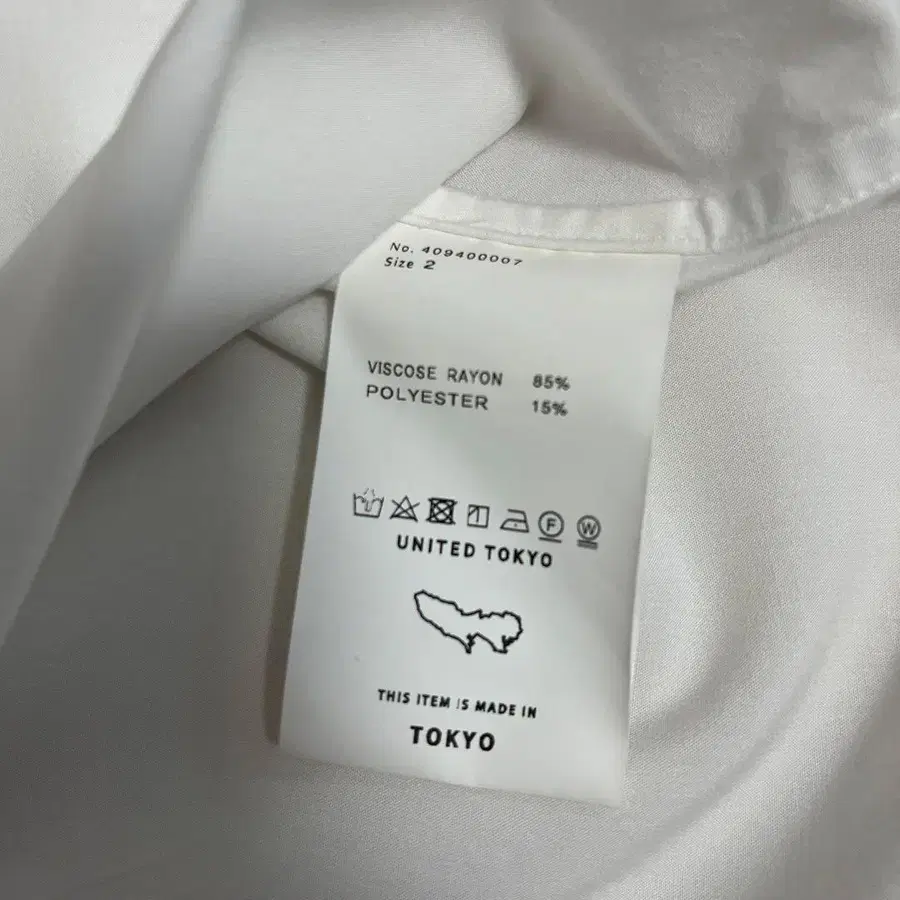 No. 409400007
Size 2
VISCOSE RAYON 85%
POLYESTER 15%
F W
UNITED TOKYO
THIS ITEM IS MADE IN
TOKYO